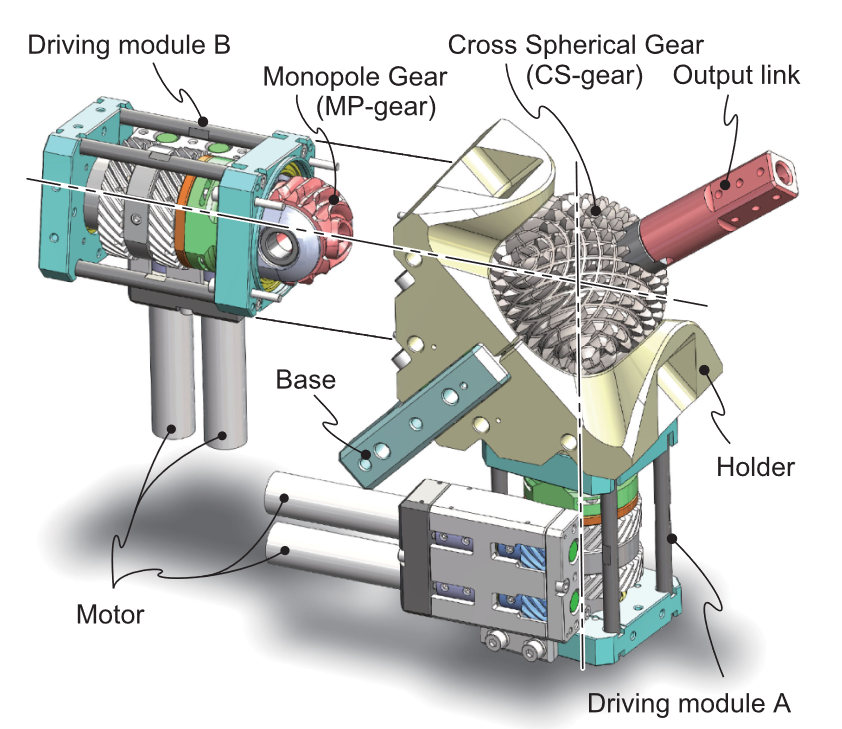 Driving module B
Monopole Gear
(MP-gear)
Cross Spherical Gear
(CS-gear)
Output link
Base
Holder
Motor
Driving module A